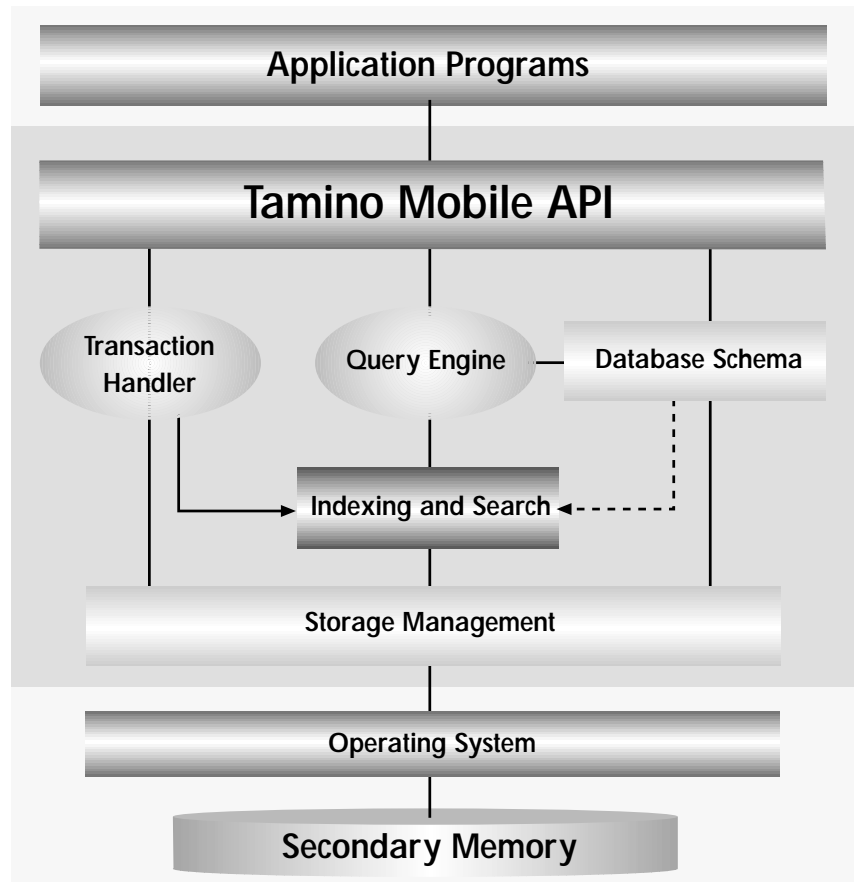 Application Programs
Tamino Mobile API
Transaction
Handler
Query Engine
Database Schema
Indexing and Search
Storage Management
Operating System
Secondary Memory